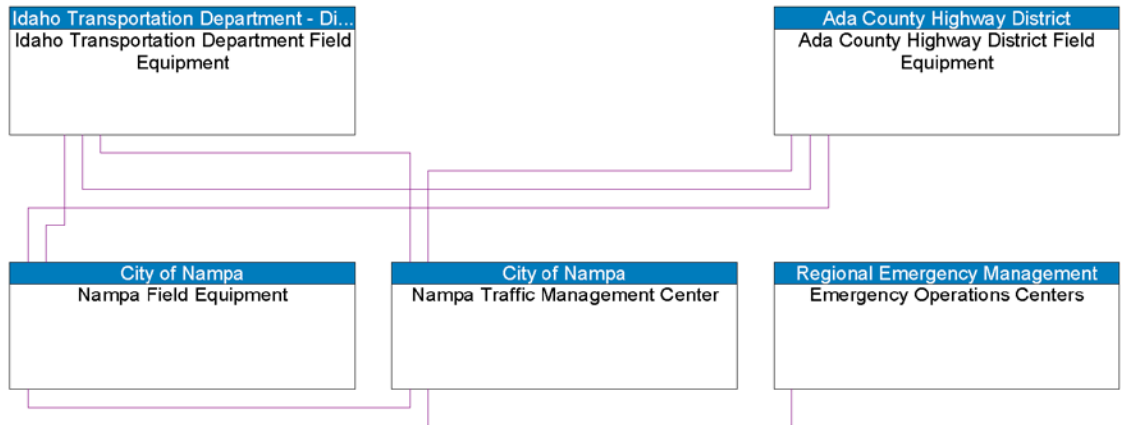 Idaho Transportation Department - Di...
Idaho Transportation Department Field
Equipment
Ada County Highway District
Ada County Highway District Field
Equipment
City of Nampa
Nampa Field Equipment
City of Nampa
Nampa Traffic Management Center
Regional Emergency Management
Emergency Operations Centers